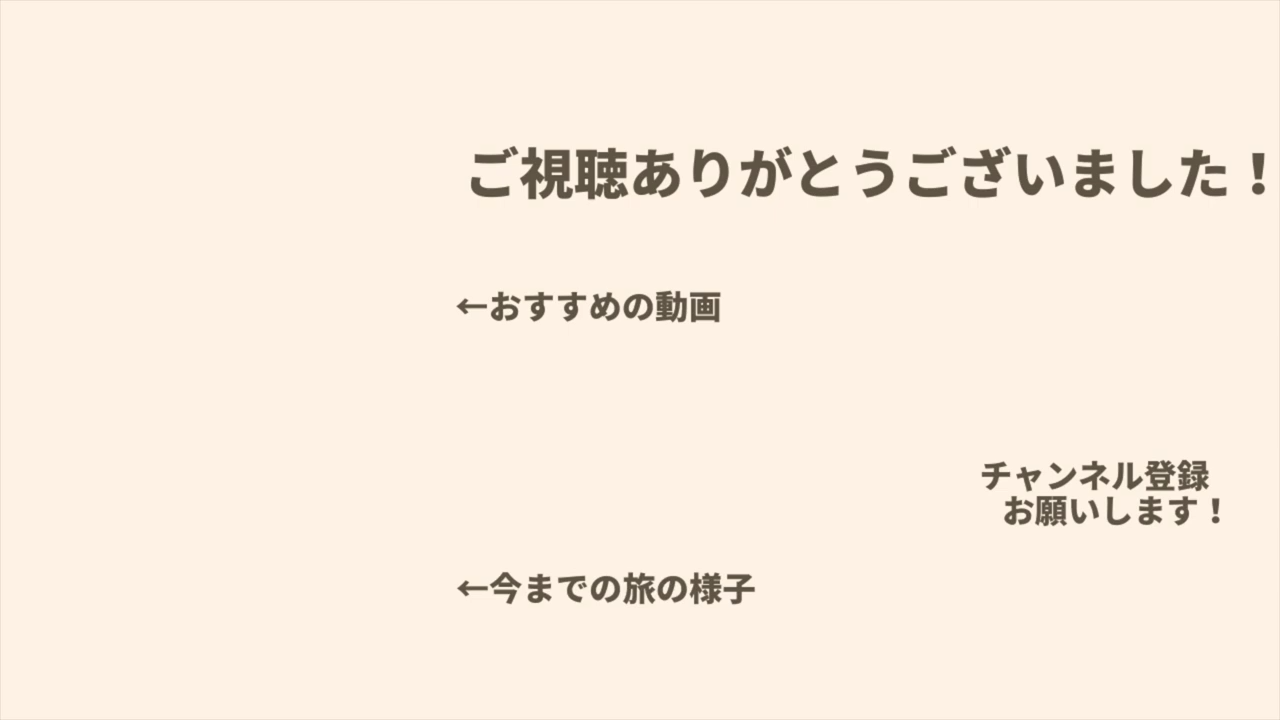 ご視聴ありがとうございました！
←おすすめの動画
チャンネル登録
お願いします！
←今までの旅の様子